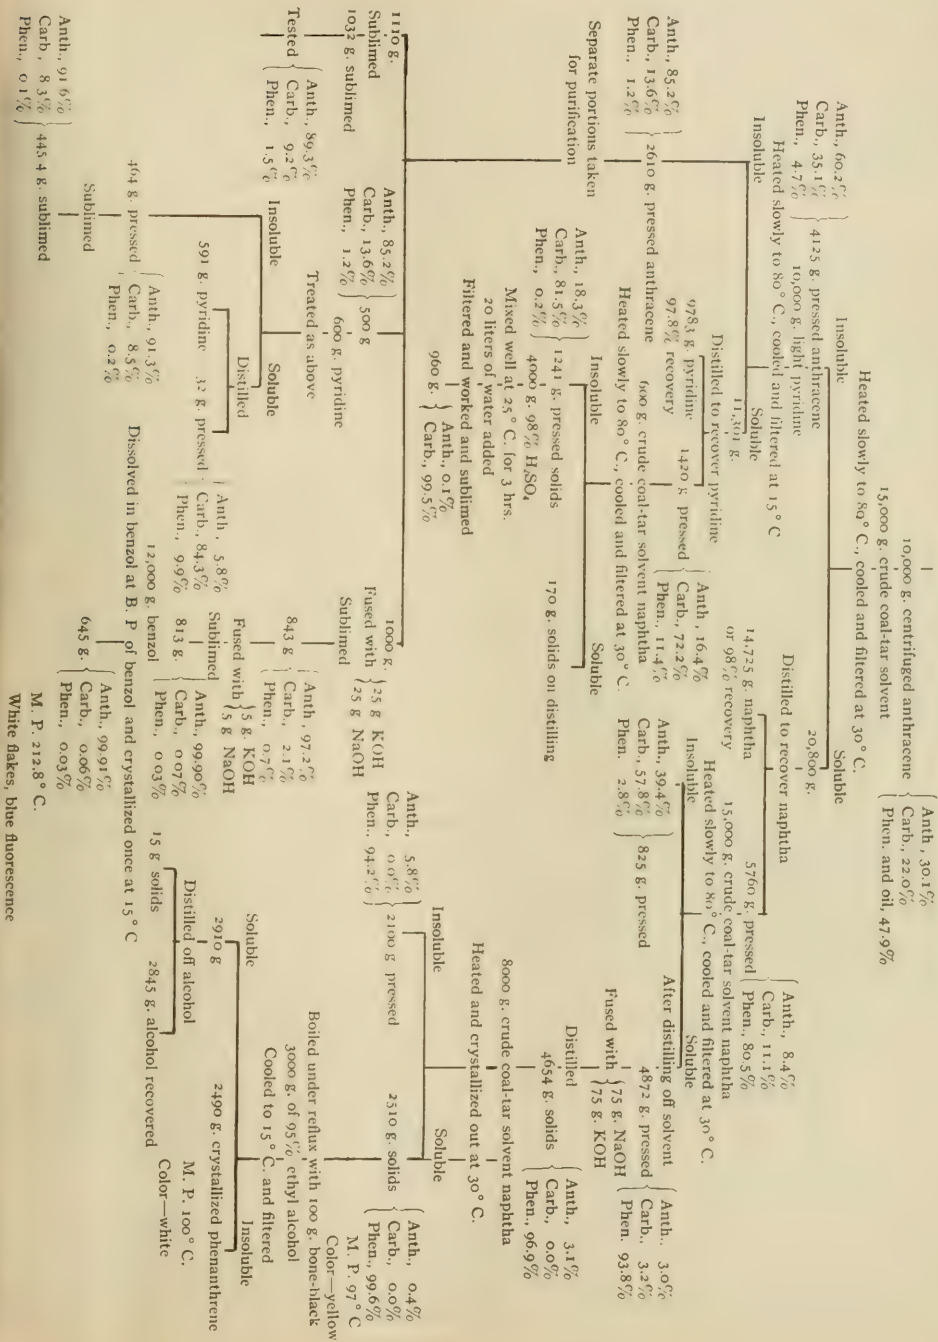 10,000 g. centrifuged anthracene { Anth , 30.1%
Carb., 22.0%
Phen. and oil, 47.9%
15,000 g. crude coal-tar solvent
Heated slowly to 80° C., cooled and filtered at 30° C.
Insoluble
Soluble
Anth., 60.2%
Carb., 35.1%
Phen., 4.7% } 4125 g. pressed anthracene
10,000 g. light pyridine
Heated slowly to 80° C., cooled and filtered at 15° C
Insoluble
Soluble
11,301 g.
20,800 g.
Distilled to recover naphtha
14,725 g. naphtha
or 98% recovery
5760 g. pressed { Anth., 8.4%
Carb., 11.1%
Phen., 80.5%
15,000 g. crude coal-tar solvent naphtha
Heated slowly to 80° C., cooled and filtered at 30° C.
Insoluble
Soluble
Anth., 39.4%
Carb., 57.8%
Phen. 2.8% } 825 g. pressed
After distilling off solvent
4872 g. pressed { Anth.. 3.0%
Carb.. 3.2%
Phen. 93.8%
Fused with { 75 g. NaOH
75 g. KOH
Distilled
4654 g. solids { Anth., 3.1%
Carb., 0.0%
Phen., 96.9%
8000 g. crude coal-tar solvent naphtha
Heated and crystallized out at 30° C.
Insoluble
Soluble
Anth., 5.8%
Carb., 0.0%
Phen., 94.2% } 2100 g pressed
2510 g. solids { Anth., 0.4%
Carb., 0.0%
Phen., 99.6%
M. P. 97° C
Color—yellow
Boiled under reflux with 100 g. bone-black
3000 g. of 95% ethyl alcohol
Cooled to 15° C. and filtered
Soluble
Insoluble
2910 g
Distilled off alcohol
15 g solids
2845 g. alcohol recovered
2490 g. crystallized phenanthrene
M. P. 100° C.
Color—white
Distilled to recover pyridine
9783 g pyridine
97.8% recovery
1420 g pressed { Anth , 16.4%
Carb., 72.2%
Phen., 11.4%
600 g. crude coal-tar solvent naphtha
Heated slowly to 80° C., cooled and filtered at 30° C.
Insoluble
Soluble
Anth., 18.3%
Carb., 81.5%
Phen., 0.2% } 1241 g. pressed solids
170 g. solids on distilling
4000 g. 98% H₂SO₄
Mixed well at 25° C. for 3 hrs.
20 liters of water added
Filtered and worked and sublimed
960 g. { Anth., 0.1%
Carb., 99.5%
Anth., 85.2%
Carb., 13.6%
Phen., 1.2% } 2610 g. pressed anthracene
Separate portions taken
for purification
1110 g.
Sublimed
1032 g. sublimed
Tested { Anth., 89.3%
Carb., 9.2%
Phen., 1.5%
Anth., 85.2%
Carb., 13.6%
Phen., 1.2% } 500 g
600 g. pyridine
Treated as above
Insoluble
Soluble
Distilled
591 g. pyridine
32 g. pressed { Anth , 5.8%
Carb., 84.3%
Phen., 9.9%
464 g. pressed { Anth., 91.3%
Carb., 8.5%
Phen., 0.2%
Sublimed
Anth., 91 6%
Carb , 8 3%
Phen., 0 1% } 445 4 g. sublimed
1000 g.
Fused with { 25 g KOH
25 g NaOH
Sublimed
843 g { Anth., 97.2%
Carb., 2.1%
Phen., 0.7%
Fused with { 5 g. KOH
5 g NaOH
Sublimed
813 g. { Anth., 99.90%
Carb., 0 07%
Phen., 0 03%
12,000 g. benzol
Dissolved in benzol at B. P of benzol and crystallized once at 15° C
645 g. { Anth., 99.91%
Carb., 0.06%
Phen., 0.03%
M. P. 212.8° C.
White flakes, blue fluorescence